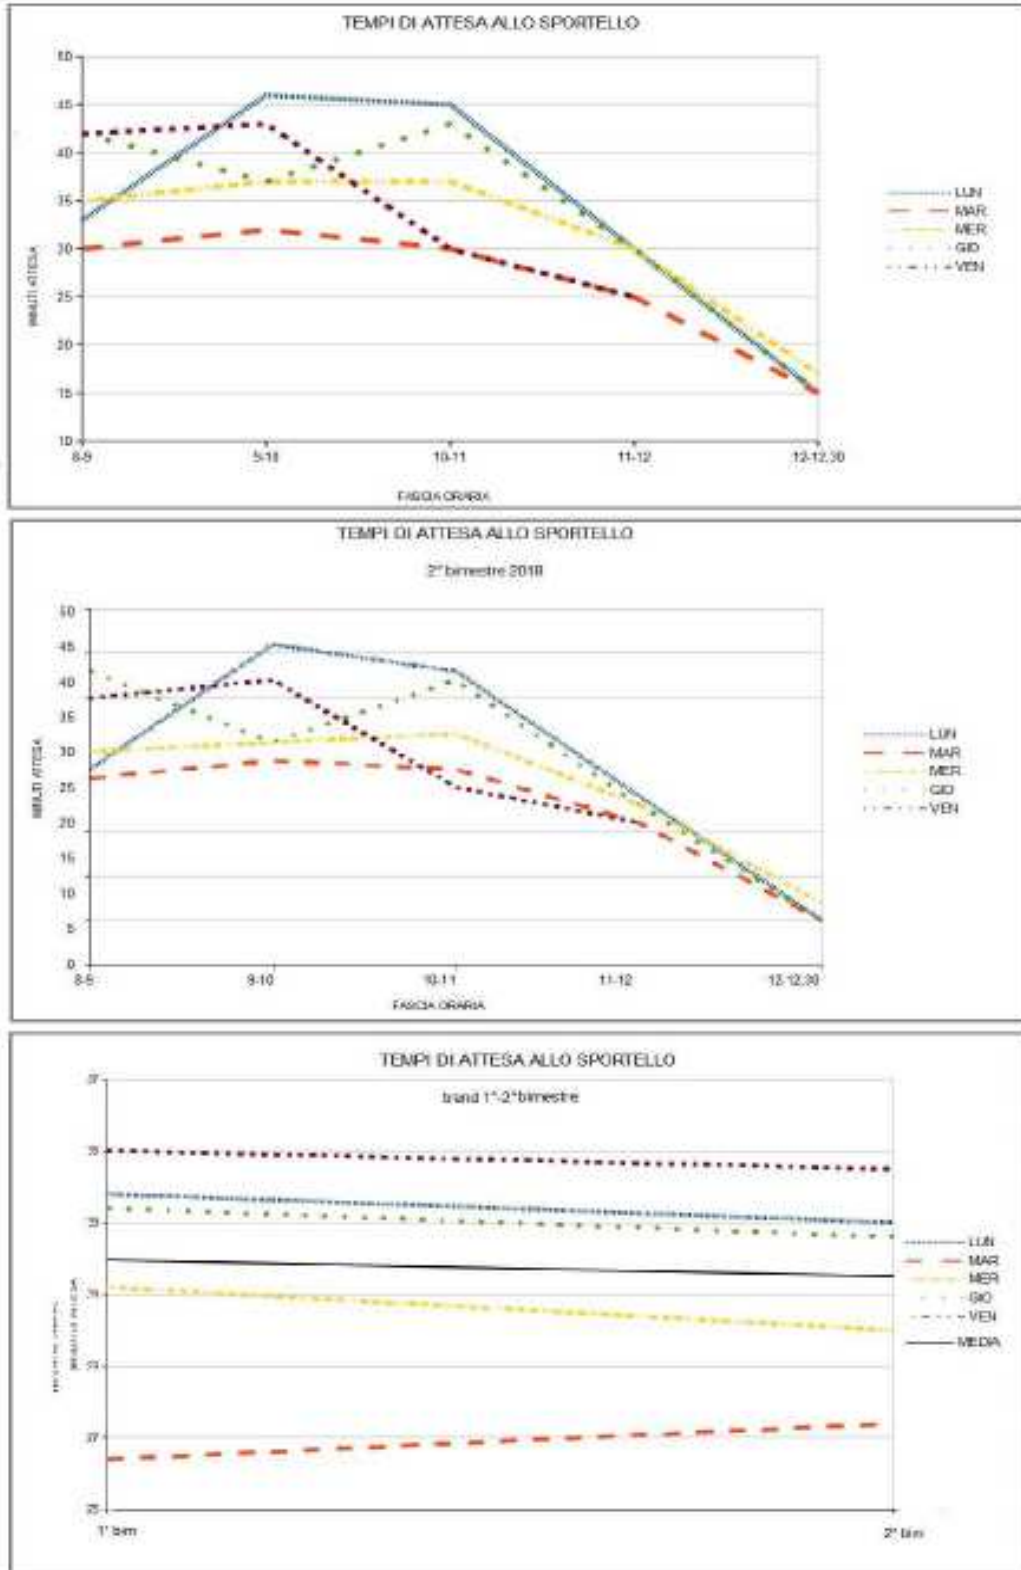 TEMPI DI ATTESA ALLO SPORTELLO
50
45
40
35
30
25
20
15
10
MINUTI ATTESA
8-9
9-10
10-11
11-12
12-12,30
FASCIA ORARIA
LUN
MAR
MER
GIO
VEN
TEMPI DI ATTESA ALLO SPORTELLO
2° bimestre 2018
50
45
40
35
30
25
20
15
10
5
0
MINUTI ATTESA
8-9
9-10
10-11
11-12
12-12,30
FASCIA ORARIA
LUN
MAR
MER
GIO
VEN
TEMPI DI ATTESA ALLO SPORTELLO
trend 1°-2° bimestre
37
27
25
1° bim
2° bim
LUN
MAR
MER
GIO
VEN
MEDIA